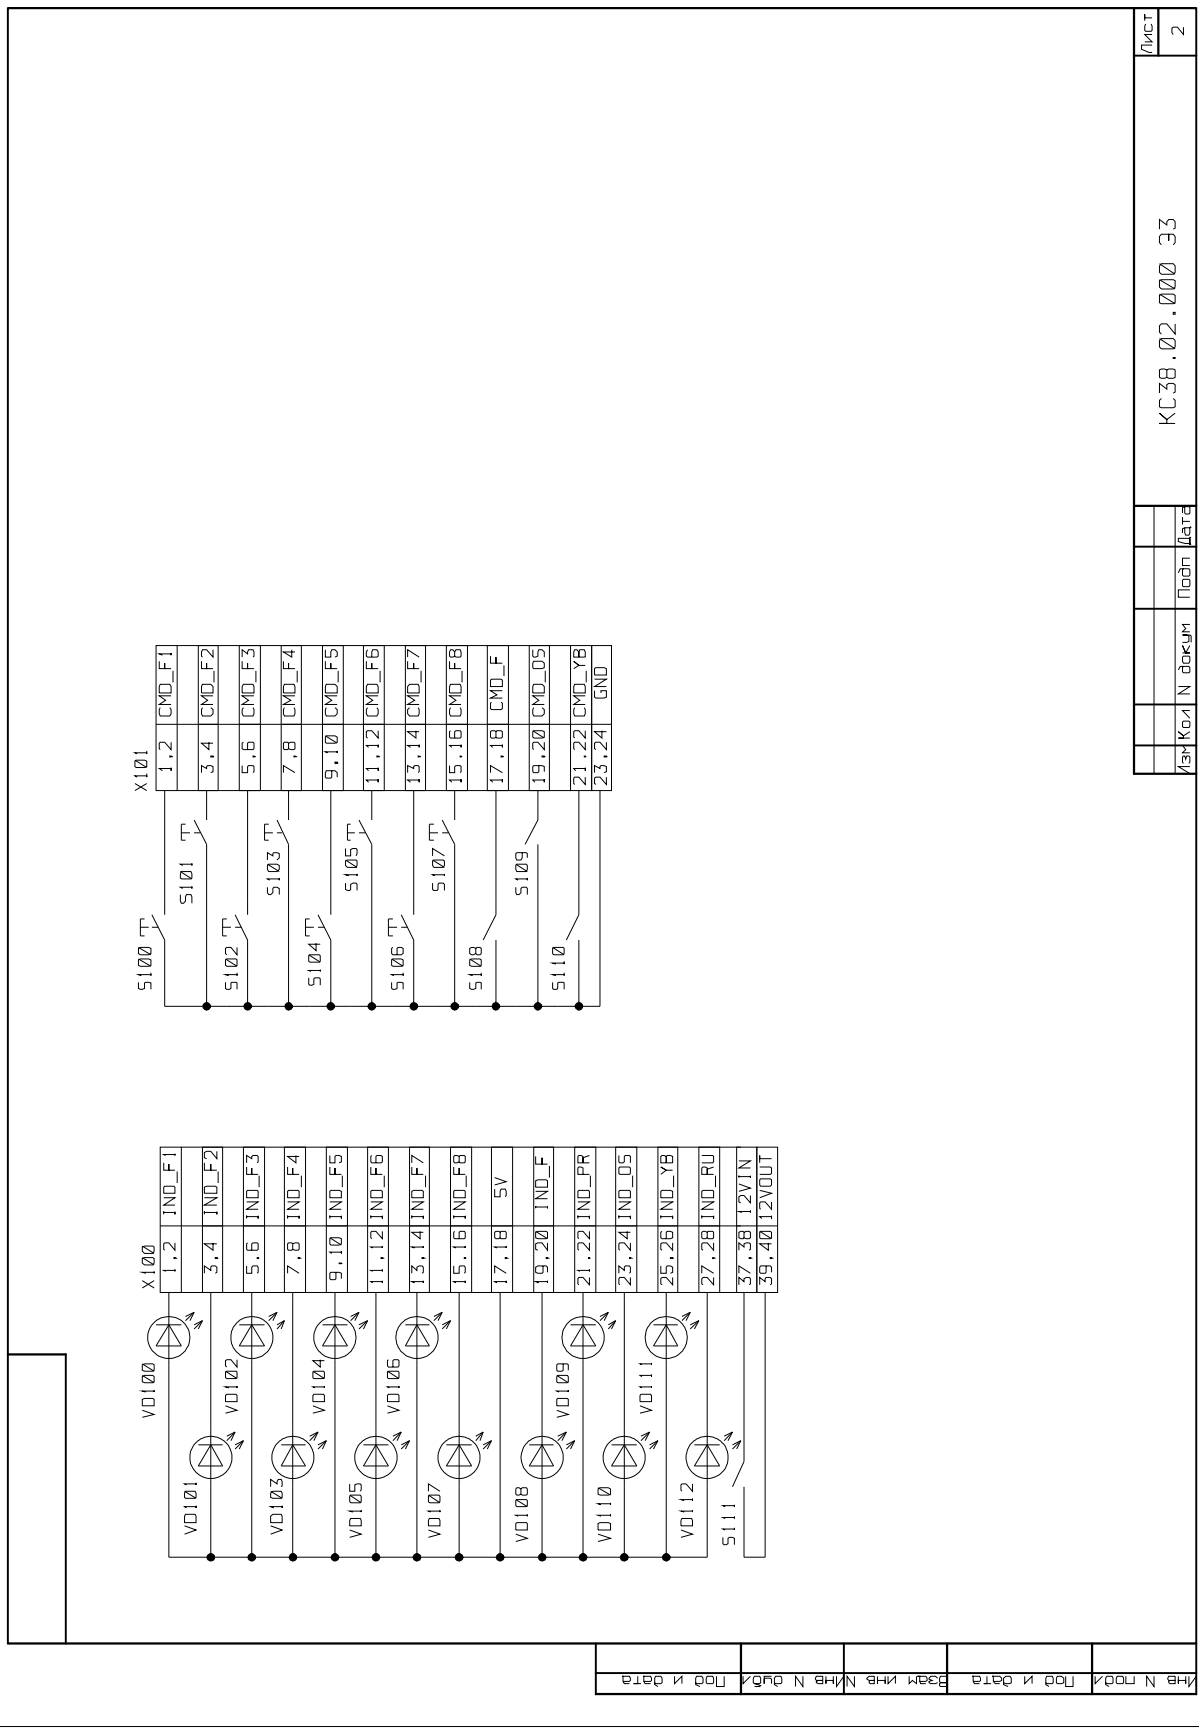 X100
1,2 IND_F1
3,4 IND_F2
5.6 IND_F3
7,8 IND_F4
9,10 IND_F5
11,12 IND_F6
13,14 IND_F7
15.16 IND_F8
17,18 5V
19,20 IND_F
21.22 IND_PR
23,24 IND_OS
25,26 IND_YB
27,28 IND_RU
37,38 12VIN
39,40 12VOUT
VD100
VD101
VD102
VD103
VD104
VD105
VD106
VD107
VD108
VD109
VD110
VD111
VD112
S111
X101
1,2 CMD_F1
3,4 CMD_F2
5,6 CMD_F3
7,8 CMD_F4
9,10 CMD_F5
11,12 CMD_F6
13,14 CMD_F7
15.16 CMD_F8
17,18 CMD_F
19,20 CMD_OS
21.22 CMD_YB
23,24 GND
S100
S101
S102
S103
S104
S105
S106
S107
S108
S109
S110
Изм Кол N докум Подп Дата
КС38.02.000 Э3
Лист
2
Инв N подл
Под и дата
Взам инв N
Инв N дубл
Под и дата